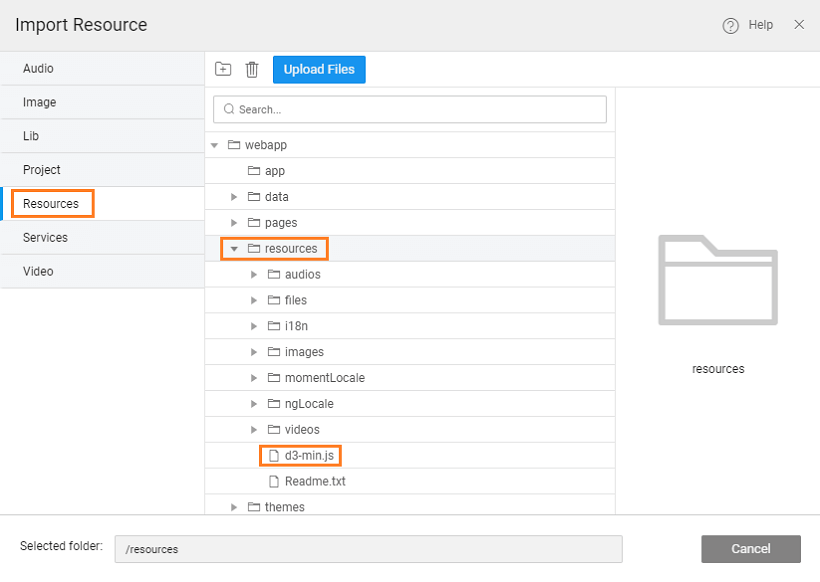 Import Resource
Help
Audio
Image
Lib
Project
Resources
Services
Video
Upload Files
Search...
webapp
app
data
pages
resources
audios
files
i18n
images
momentLocale
ngLocale
videos
d3-min.js
Readme.txt
themes
resources
Selected folder:
/resources
Cancel